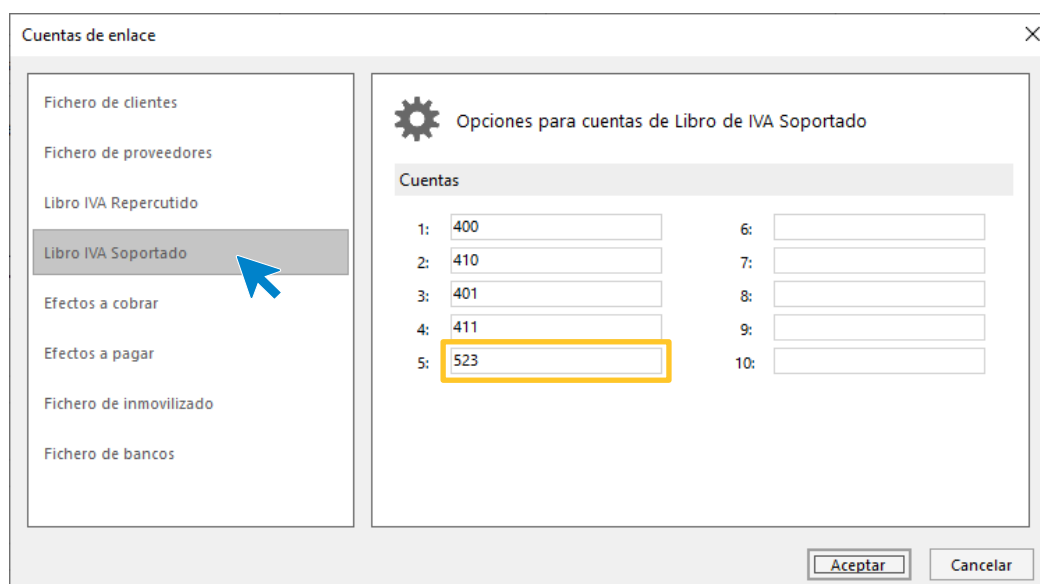 Cuentas de enlace
Fichero de clientes
Fichero de proveedores
Libro IVA Repercutido
Libro IVA Soportado
Efectos a cobrar
Efectos a pagar
Fichero de inmovilizado
Fichero de bancos
Opciones para cuentas de Libro de IVA Soportado
Cuentas
1: 400
2: 410
3: 401
4: 411
5: 523
6:
7:
8:
9:
10:
Aceptar
Cancelar